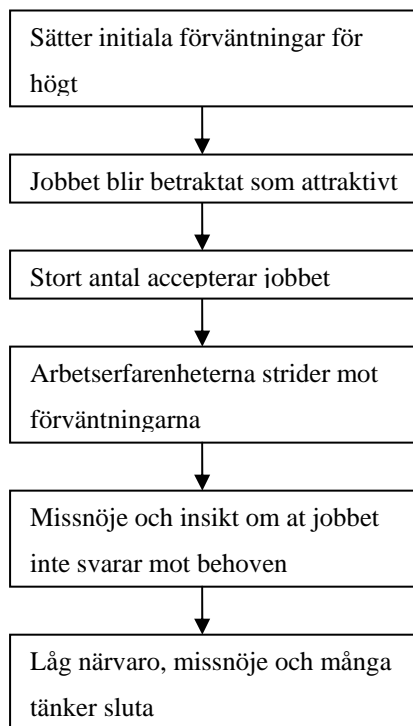 Sätter initiala förväntningar för
högt
Jobbet blir betraktat som attraktivt
Stort antal accepterar jobbet
Arbetserfarenheterna strider mot
förväntningarna
Missnöje och insikt om at jobbet
inte svarar mot behoven
Låg närvaro, missnöje och många
tänker sluta